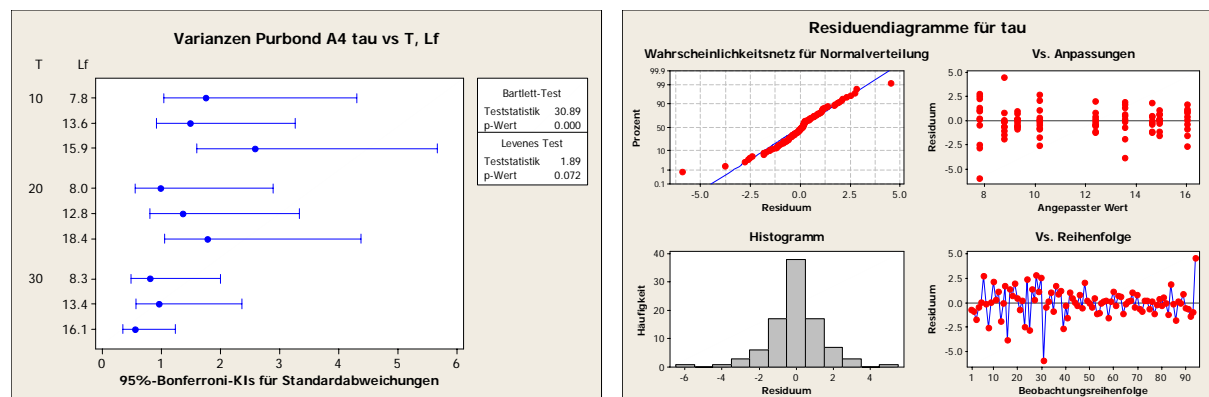 Varianzen Purbond A4 tau vs T, Lf
T Lf
10 7.8
13.6
15.9
20 8.0
12.8
18.4
30 8.3
13.4
16.1
0 1 2 3 4 5 6
95%-Bonferroni-KIs für Standardabweichungen
Bartlett-Test
Teststatistik 30.89
p-Wert 0.000
Levenes Test
Teststatistik 1.89
p-Wert 0.072
Residuendiagramme für tau
Wahrscheinlichkeitsnetz für Normalverteilung
Prozent
99.9
99
90
50
10
1
0.1
-5.0 -2.5 0.0 2.5 5.0
Residuum
Vs. Anpassungen
Residuum
5.0
2.5
0.0
-2.5
-5.0
8 10 12 14 16
Angepasster Wert
Histogramm
Häufigkeit
40
30
20
10
0
-6 -4 -2 0 2 4
Residuum
Vs. Reihenfolge
Residuum
5.0
2.5
0.0
-2.5
-5.0
1 10 20 30 40 50 60 70 80 90
Beobachtungsreihenfolge